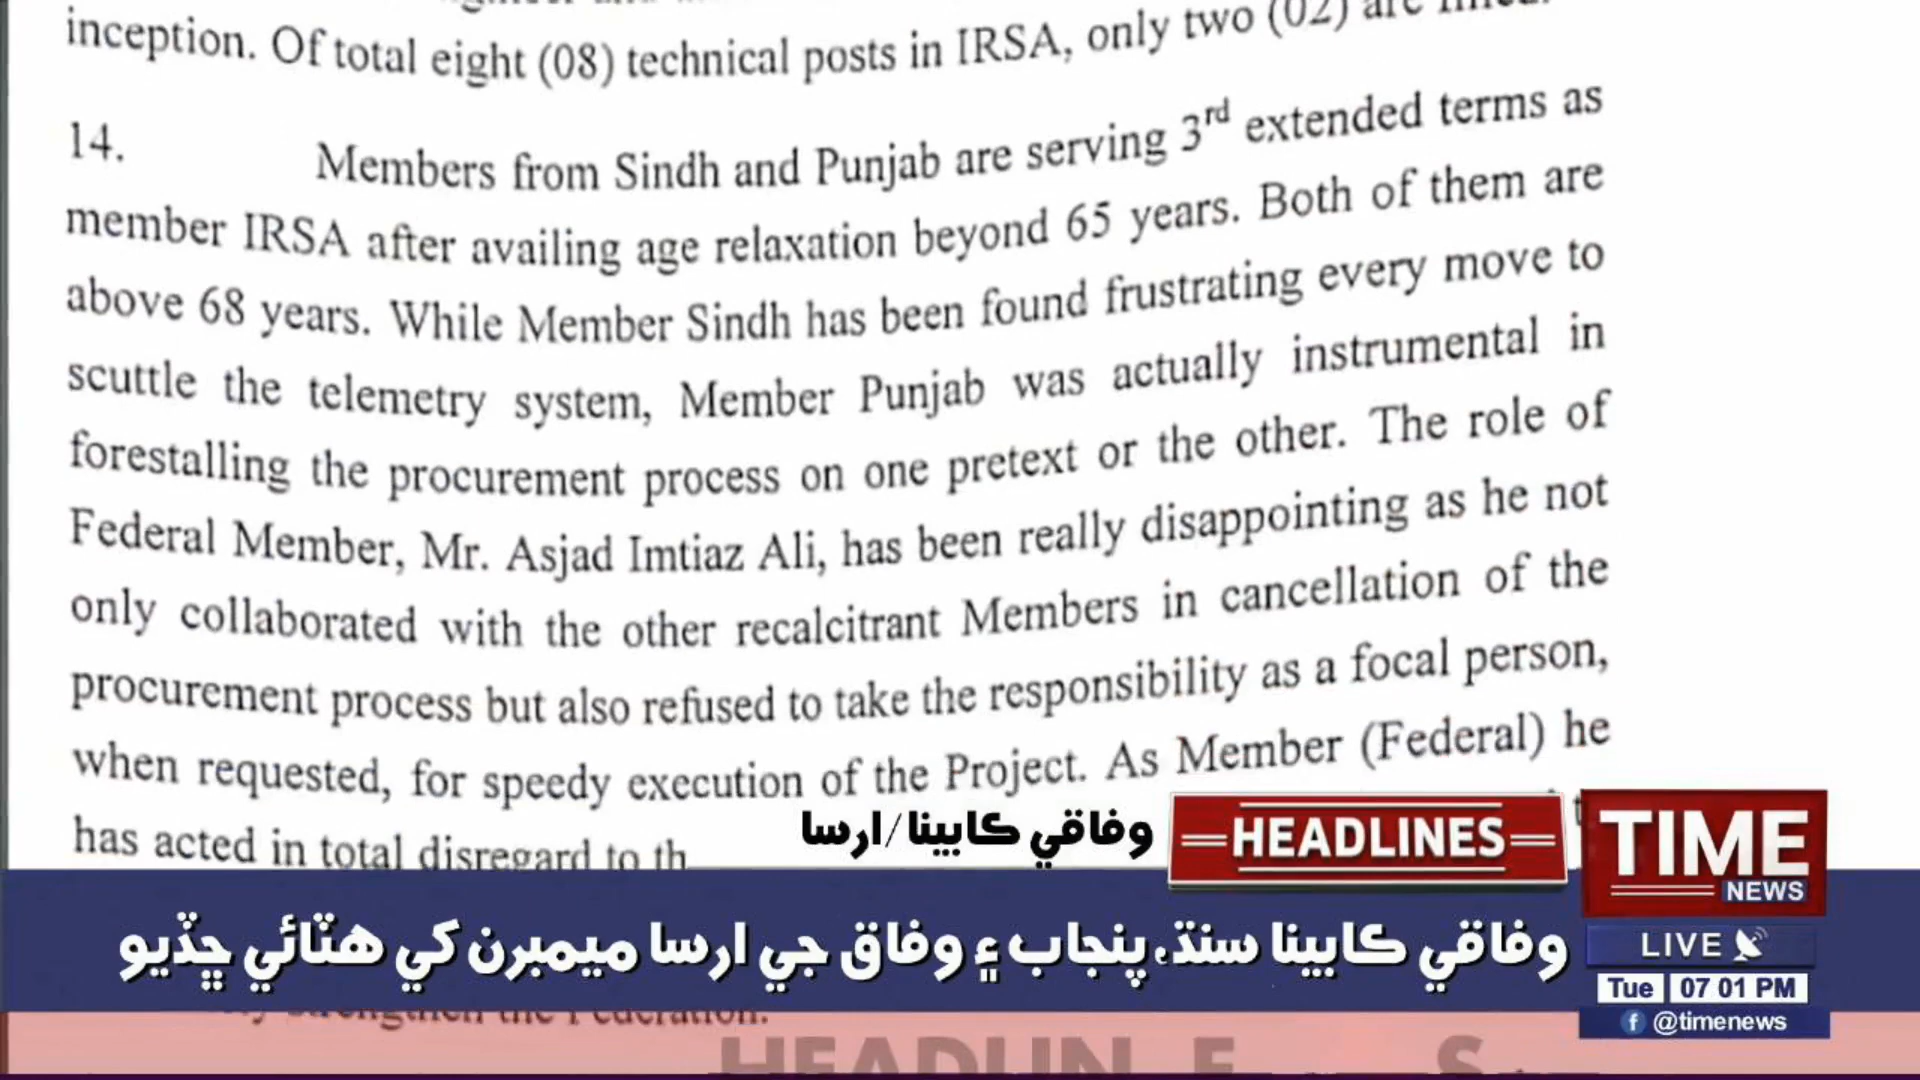 inception. Of total eight (08) technical posts in IRSA, only two (02) are
14. Members from Sindh and Punjab are serving 3rd extended terms as
member IRSA after availing age relaxation beyond 65 years. Both of them are
above 68 years. While Member Sindh has been found frustrating every move to
scuttle the telemetry system, Member Punjab was actually instrumental in
forestalling the procurement process on one pretext or the other. The role of
Federal Member, Mr. Asjad Imtiaz Ali, has been really disappointing as he not
only collaborated with the other recalcitrant Members in cancellation of the
procurement process but also refused to take the responsibility as a focal person,
when requested, for speedy execution of the Project. As Member (Federal) he
has acted in total disregard to th
وفاقي ڪابينا/ارسا
HEADLINES
TIME
NEWS
وفاقي ڪابينا سنڌ، پنجاب ۽ وفاق جي ارسا ميمبرن کي هٽائي ڇڏيو
LIVE
Tue 07 01 PM
@timenews
strengthen the Federation.
HEADLIN E S